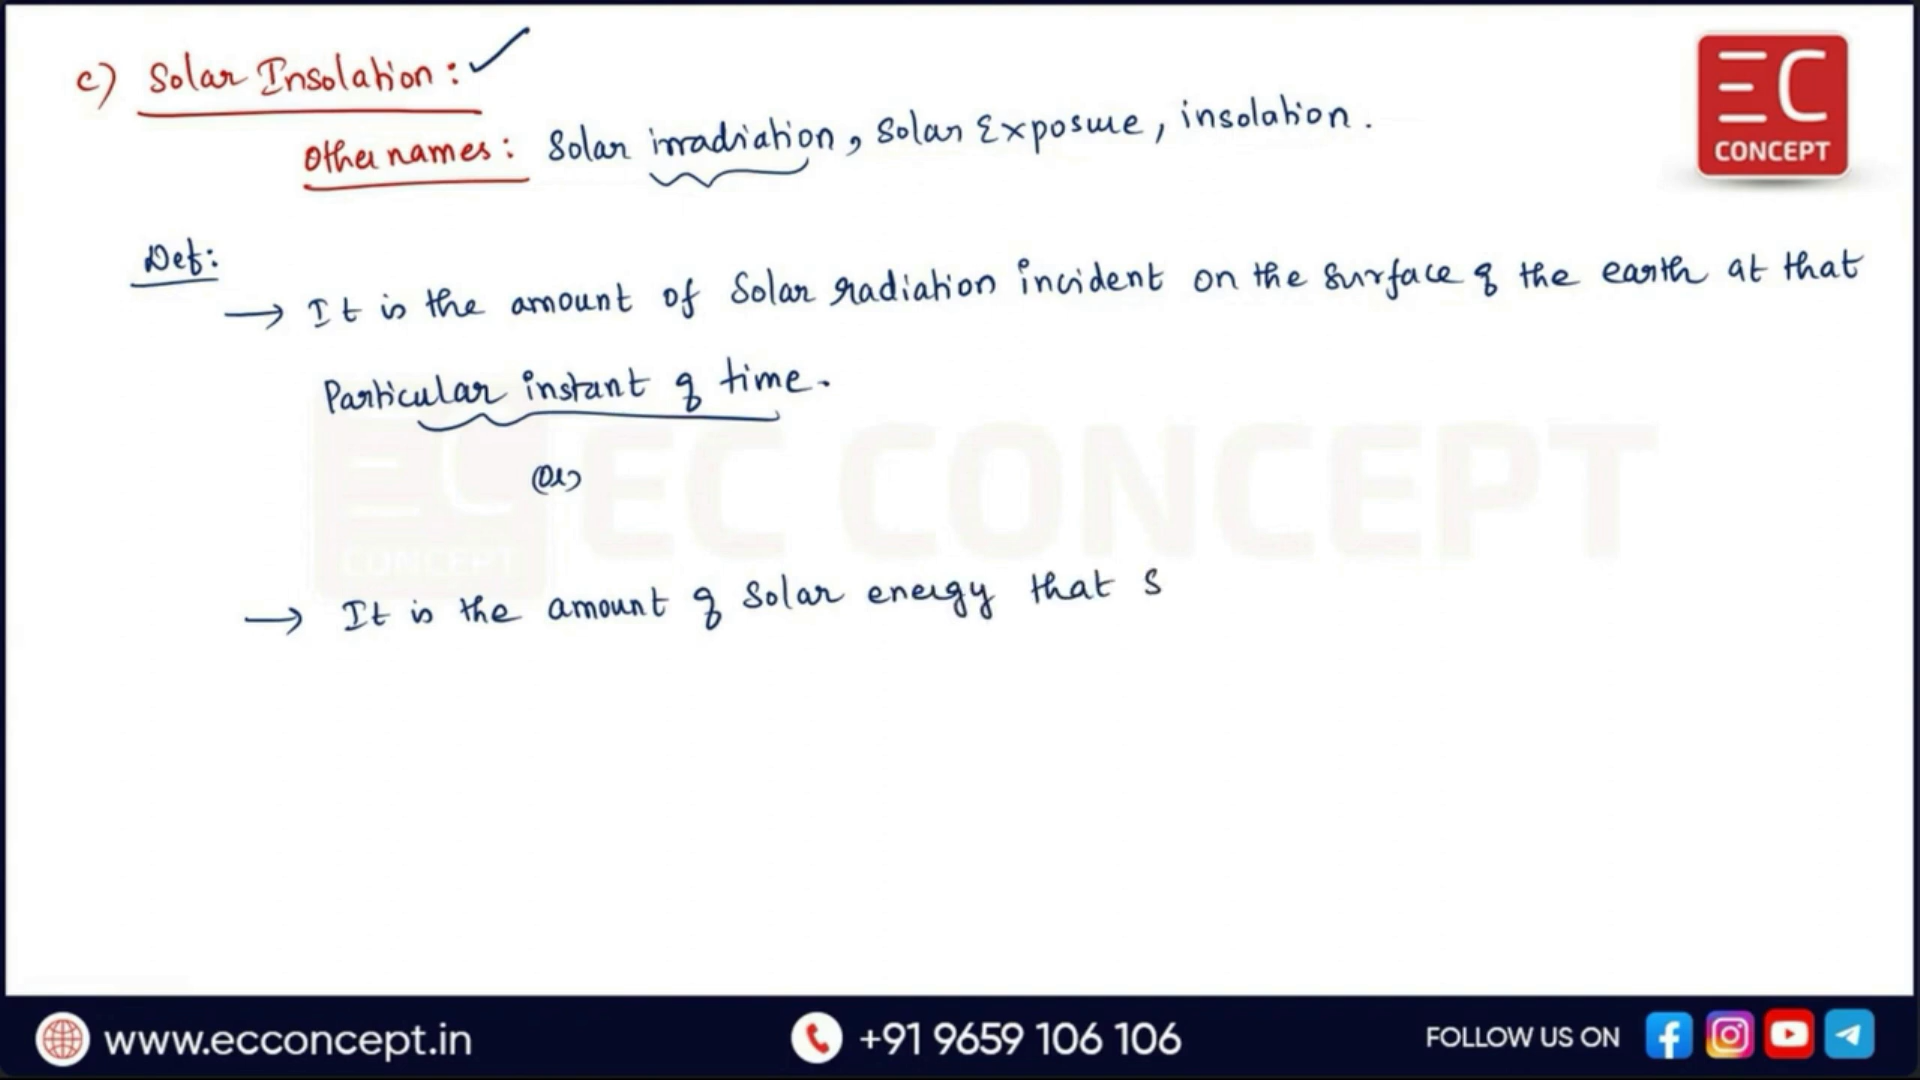 c) Solar Insolation:
Other names: Solar irradiation, Solar Exposure, insolation.
Def:
→ It is the amount of Solar radiation incident on the surface of the earth at that
Particular instant of time.
(or)
→ It is the amount of Solar energy that s
EC
CONCEPT
EC CONCEPT
CONCEPT
www.ecconcept.in
+91 9659 106 106
FOLLOW US ON